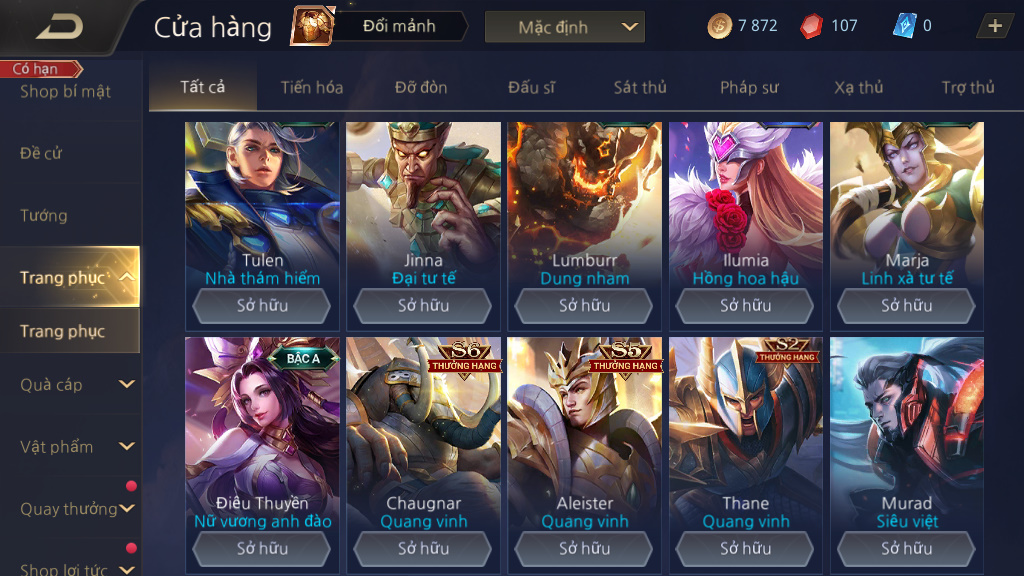 Cửa hàng
Đổi mảnh
Mặc định
7 872
107
0
Có hạn
Shop bí mật
Đề cử
Tướng
Trang phục
Trang phục
Quà cáp
Vật phẩm
Quay thưởng
Shop lợi tức
Tất cả
Tiến hóa
Đỡ đòn
Đấu sĩ
Sát thủ
Pháp sư
Xạ thủ
Trợ thủ
Tulen
Nhà thám hiểm
Sở hữu
Jinna
Đại tư tế
Sở hữu
Lumburr
Dung nham
Sở hữu
Ilumia
Hồng hoa hậu
Sở hữu
Marja
Linh xà tư tế
Sở hữu
BẬC A
Điêu Thuyền
Nữ vương anh đào
Sở hữu
S6
THƯỞNG HẠNG
Chaugnar
Quang vinh
Sở hữu
S5
THƯỞNG HẠNG
Aleister
Quang vinh
Sở hữu
S2
THƯỞNG HẠNG
Thane
Quang vinh
Sở hữu
Murad
Siêu việt
Sở hữu